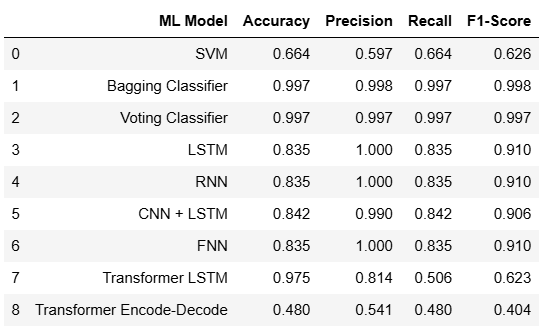 ML Model Accuracy Precision Recall F1-Score
0 SVM 0.664 0.597 0.664 0.626
1 Bagging Classifier 0.997 0.998 0.997 0.998
2 Voting Classifier 0.997 0.997 0.997 0.997
3 LSTM 0.835 1.000 0.835 0.910
4 RNN 0.835 1.000 0.835 0.910
5 CNN + LSTM 0.842 0.990 0.842 0.906
6 FNN 0.835 1.000 0.835 0.910
7 Transformer LSTM 0.975 0.814 0.506 0.623
8 Transformer Encode-Decode 0.480 0.541 0.480 0.404